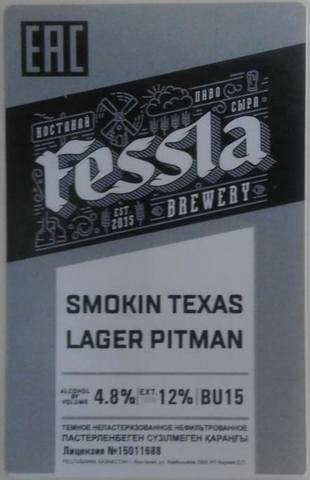 EAC
КОСТАНАЙ
ПИВО
СЫРА
Fessla
EST.
2015
BREWERY
SMOKIN TEXAS
LAGER PITMAN
ALCOHOL BY VOLUME 4.8% EXT. 12% BU15
ТЕМНОЕ НЕПАСТЕРИЗОВАННОЕ НЕФИЛЬТРОВАННОЕ
ПАСТЕРЛЕНБЕГЕН СҮЗІЛМЕГЕН ҚАРАҢҒЫ
Лицензия №15011688